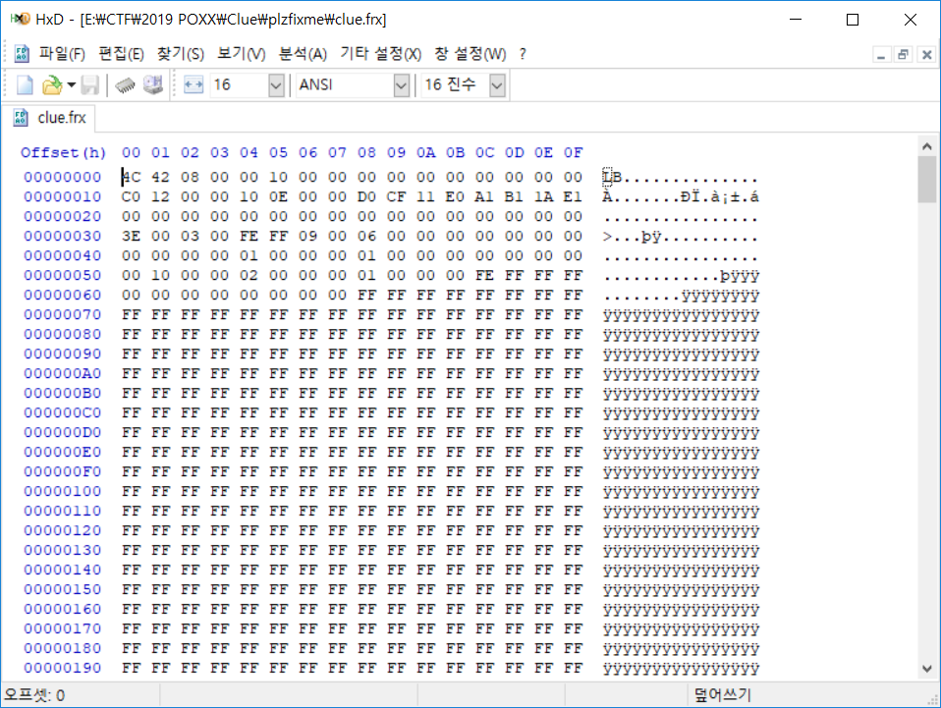 HxD - [E:₩CTF₩2019 POXX₩Clue₩plzfixme₩clue.frx]
파일(F) 편집(E) 찾기(S) 보기(V) 분석(A) 기타 설정(X) 창 설정(W) ?
16 ANSI 16 진수
clue.frx
Offset(h) 00 01 02 03 04 05 06 07 08 09 0A 0B 0C 0D 0E 0F
00000000 4C 42 08 00 00 10 00 00 00 00 00 00 00 00 00 00 LB..............
00000010 C0 12 00 00 10 0E 00 00 D0 CF 11 E0 A1 B1 1A E1 À.......ÐÏ.à¡±.á
00000020 00 00 00 00 00 00 00 00 00 00 00 00 00 00 00 00 ................
00000030 3E 00 03 00 FE FF 09 00 06 00 00 00 00 00 00 00 >...þÿ..........
00000040 00 00 00 00 01 00 00 00 01 00 00 00 00 00 00 00 ................
00000050 00 10 00 00 02 00 00 00 01 00 00 00 FE FF FF FF ............þÿÿÿ
00000060 00 00 00 00 00 00 00 00 FF FF FF FF FF FF FF FF ........ÿÿÿÿÿÿÿÿ
00000070 FF FF FF FF FF FF FF FF FF FF FF FF FF FF FF FF ÿÿÿÿÿÿÿÿÿÿÿÿÿÿÿÿ
00000080 FF FF FF FF FF FF FF FF FF FF FF FF FF FF FF FF ÿÿÿÿÿÿÿÿÿÿÿÿÿÿÿÿ
00000090 FF FF FF FF FF FF FF FF FF FF FF FF FF FF FF FF ÿÿÿÿÿÿÿÿÿÿÿÿÿÿÿÿ
000000A0 FF FF FF FF FF FF FF FF FF FF FF FF FF FF FF FF ÿÿÿÿÿÿÿÿÿÿÿÿÿÿÿÿ
000000B0 FF FF FF FF FF FF FF FF FF FF FF FF FF FF FF FF ÿÿÿÿÿÿÿÿÿÿÿÿÿÿÿÿ
000000C0 FF FF FF FF FF FF FF FF FF FF FF FF FF FF FF FF ÿÿÿÿÿÿÿÿÿÿÿÿÿÿÿÿ
000000D0 FF FF FF FF FF FF FF FF FF FF FF FF FF FF FF FF ÿÿÿÿÿÿÿÿÿÿÿÿÿÿÿÿ
000000E0 FF FF FF FF FF FF FF FF FF FF FF FF FF FF FF FF ÿÿÿÿÿÿÿÿÿÿÿÿÿÿÿÿ
000000F0 FF FF FF FF FF FF FF FF FF FF FF FF FF FF FF FF ÿÿÿÿÿÿÿÿÿÿÿÿÿÿÿÿ
00000100 FF FF FF FF FF FF FF FF FF FF FF FF FF FF FF FF ÿÿÿÿÿÿÿÿÿÿÿÿÿÿÿÿ
00000110 FF FF FF FF FF FF FF FF FF FF FF FF FF FF FF FF ÿÿÿÿÿÿÿÿÿÿÿÿÿÿÿÿ
00000120 FF FF FF FF FF FF FF FF FF FF FF FF FF FF FF FF ÿÿÿÿÿÿÿÿÿÿÿÿÿÿÿÿ
00000130 FF FF FF FF FF FF FF FF FF FF FF FF FF FF FF FF ÿÿÿÿÿÿÿÿÿÿÿÿÿÿÿÿ
00000140 FF FF FF FF FF FF FF FF FF FF FF FF FF FF FF FF ÿÿÿÿÿÿÿÿÿÿÿÿÿÿÿÿ
00000150 FF FF FF FF FF FF FF FF FF FF FF FF FF FF FF FF ÿÿÿÿÿÿÿÿÿÿÿÿÿÿÿÿ
00000160 FF FF FF FF FF FF FF FF FF FF FF FF FF FF FF FF ÿÿÿÿÿÿÿÿÿÿÿÿÿÿÿÿ
00000170 FF FF FF FF FF FF FF FF FF FF FF FF FF FF FF FF ÿÿÿÿÿÿÿÿÿÿÿÿÿÿÿÿ
00000180 FF FF FF FF FF FF FF FF FF FF FF FF FF FF FF FF ÿÿÿÿÿÿÿÿÿÿÿÿÿÿÿÿ
00000190 FF FF FF FF FF FF FF FF FF FF FF FF FF FF FF FF ÿÿÿÿÿÿÿÿÿÿÿÿÿÿÿÿ
오프셋: 0 덮어쓰기